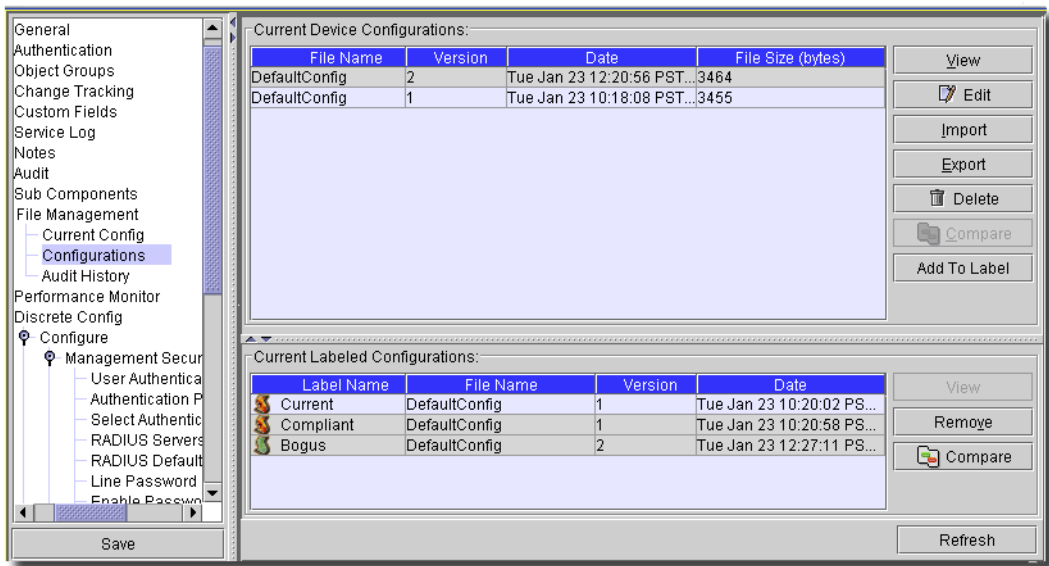 General
Authentication
Object Groups
Change Tracking
Custom Fields
Service Log
Notes
Audit
Sub Components
File Management
Current Config
Configurations
Audit History
Performance Monitor
Discrete Config
Configure
Management Secur
User Authentica
Authentication P
Select Authentic
RADIUS Servers
RADIUS Default
Line Password
Enable Passwo
Save
Current Device Configurations:
File Name Version Date File Size (bytes)
DefaultConfig 2 Tue Jan 23 12:20:56 PST... 3464
DefaultConfig 1 Tue Jan 23 10:18:08 PST... 3455
View
Edit
Import
Export
Delete
Compare
Add To Label
Current Labeled Configurations:
Label Name File Name Version Date
Current DefaultConfig 1 Tue Jan 23 10:20:02 PS...
Compliant DefaultConfig 1 Tue Jan 23 10:20:58 PS...
Bogus DefaultConfig 2 Tue Jan 23 12:27:11 PS...
View
Remove
Compare
Refresh